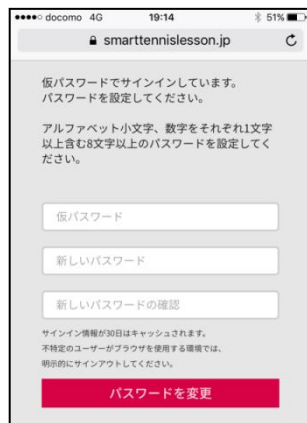 docomo 4G 19:14 51%
smarttennislesson.jp
仮パスワードでサインインしています。
パスワードを設定してください。
アルファベット小文字、数字をそれぞれ1文字
以上含む8文字以上のパスワードを設定してく
ださい。
仮パスワード
新しいパスワード
新しいパスワードの確認
サインイン情報が30日はキャッシュされます。
不特定のユーザーがブラウザを使用する環境では、
明示的にサインアウトしてください。
パスワードを変更